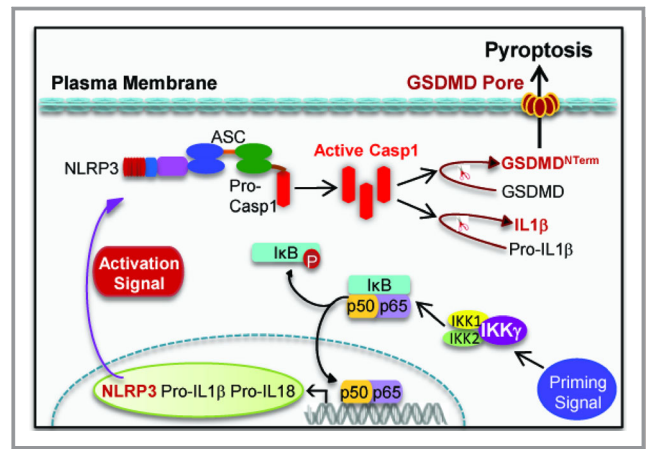 Pyroptosis
Plasma Membrane
GSDMD Pore
ASC
NLRP3
Pro-
Casp1
Active Casp1
GSDMDNTerm
GSDMD
IL1β
Pro-IL1β
Activation
Signal
IκB
P
IκB
p50 p65
IKK1
IKK2
IKKγ
Priming
Signal
NLRP3 Pro-IL1β Pro-IL18
p50 p65